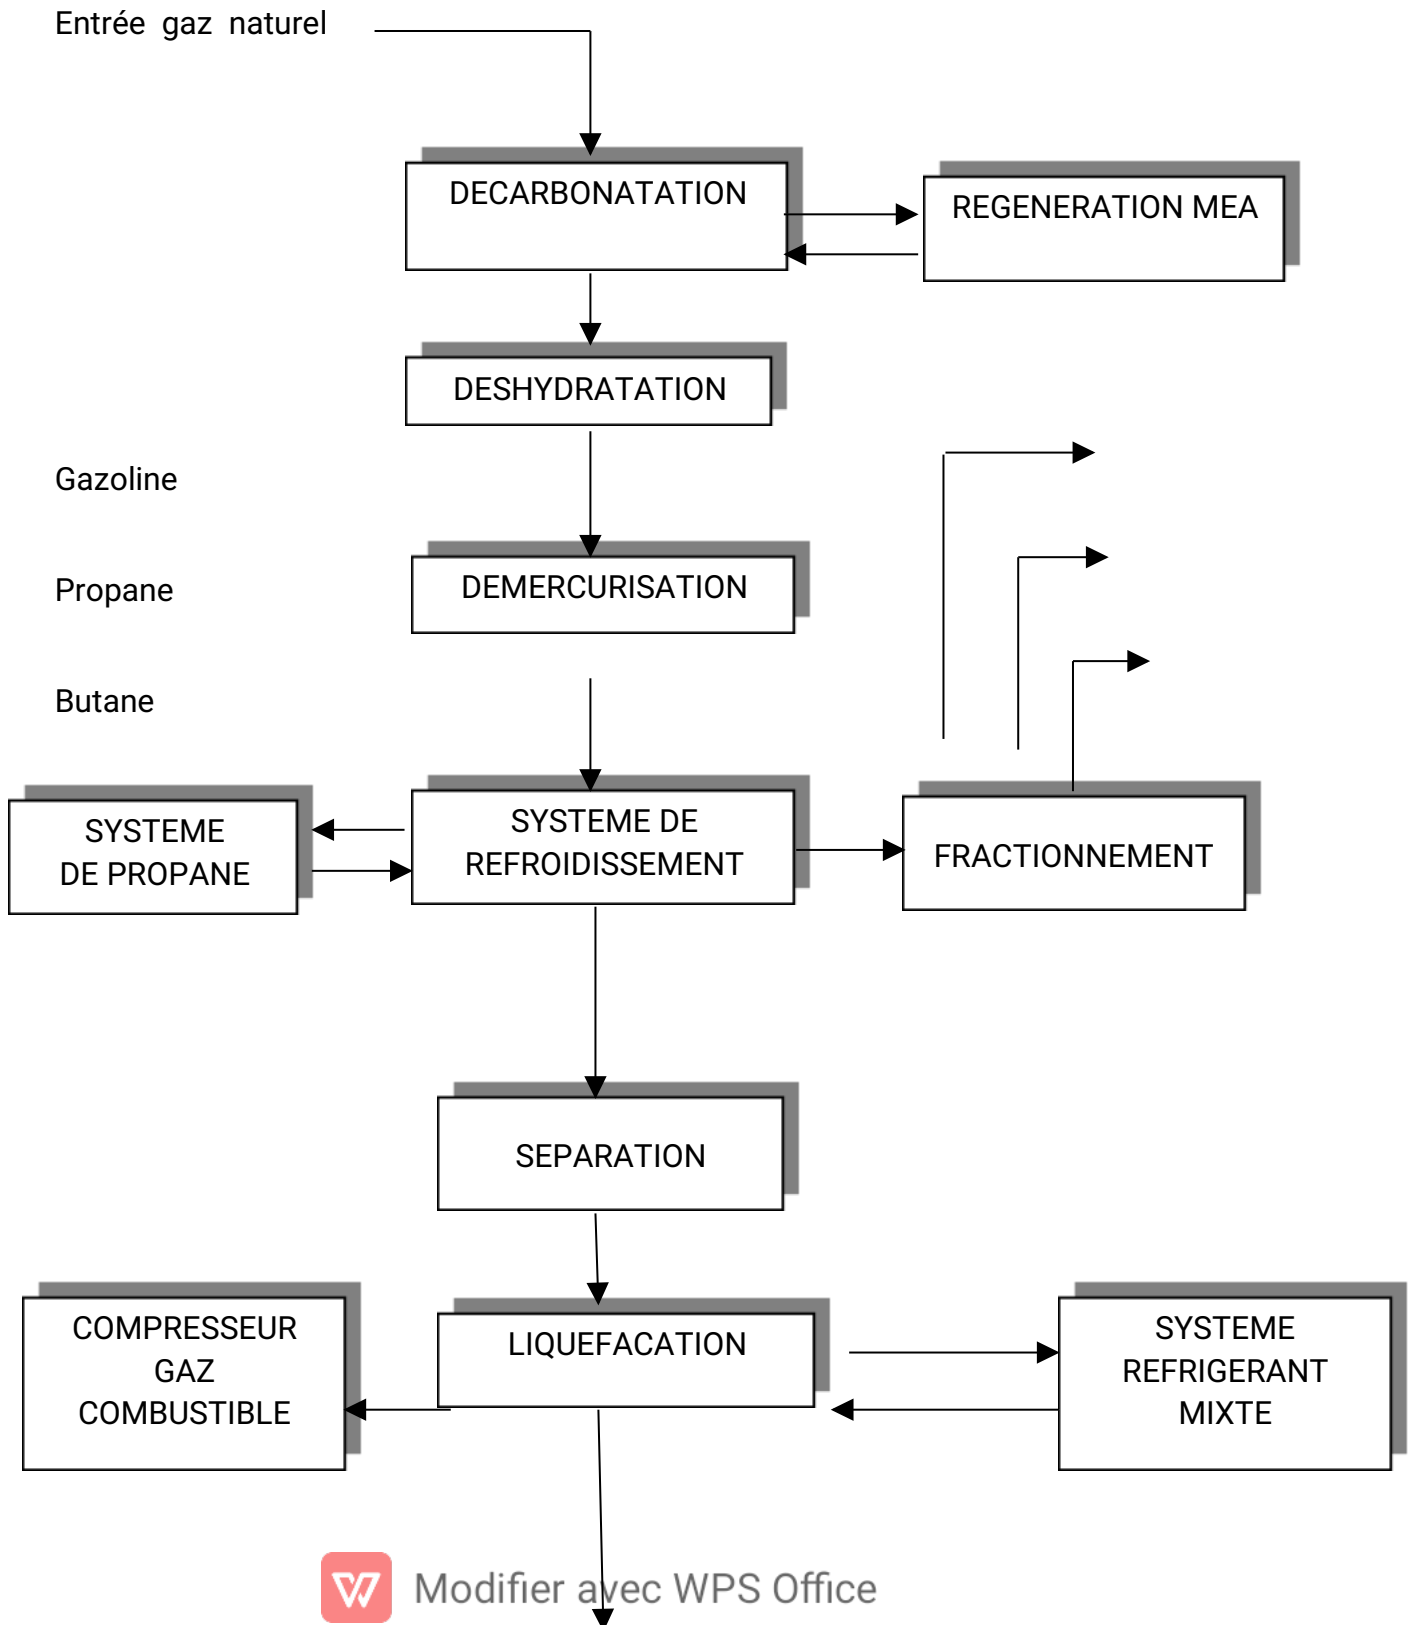 Entrée gaz naturel
DECARBONATATION
REGENERATION MEA
DESHYDRATATION
Gazoline
DEMERCURISATION
Propane
Butane
SYSTEME
DE PROPANE
SYSTEME DE
REFROIDISSEMENT
FRACTIONNEMENT
SEPARATION
COMPRESSEUR
GAZ
COMBUSTIBLE
LIQUEFACATION
SYSTEME
REFRIGERANT
MIXTE
Modifier avec WPS Office